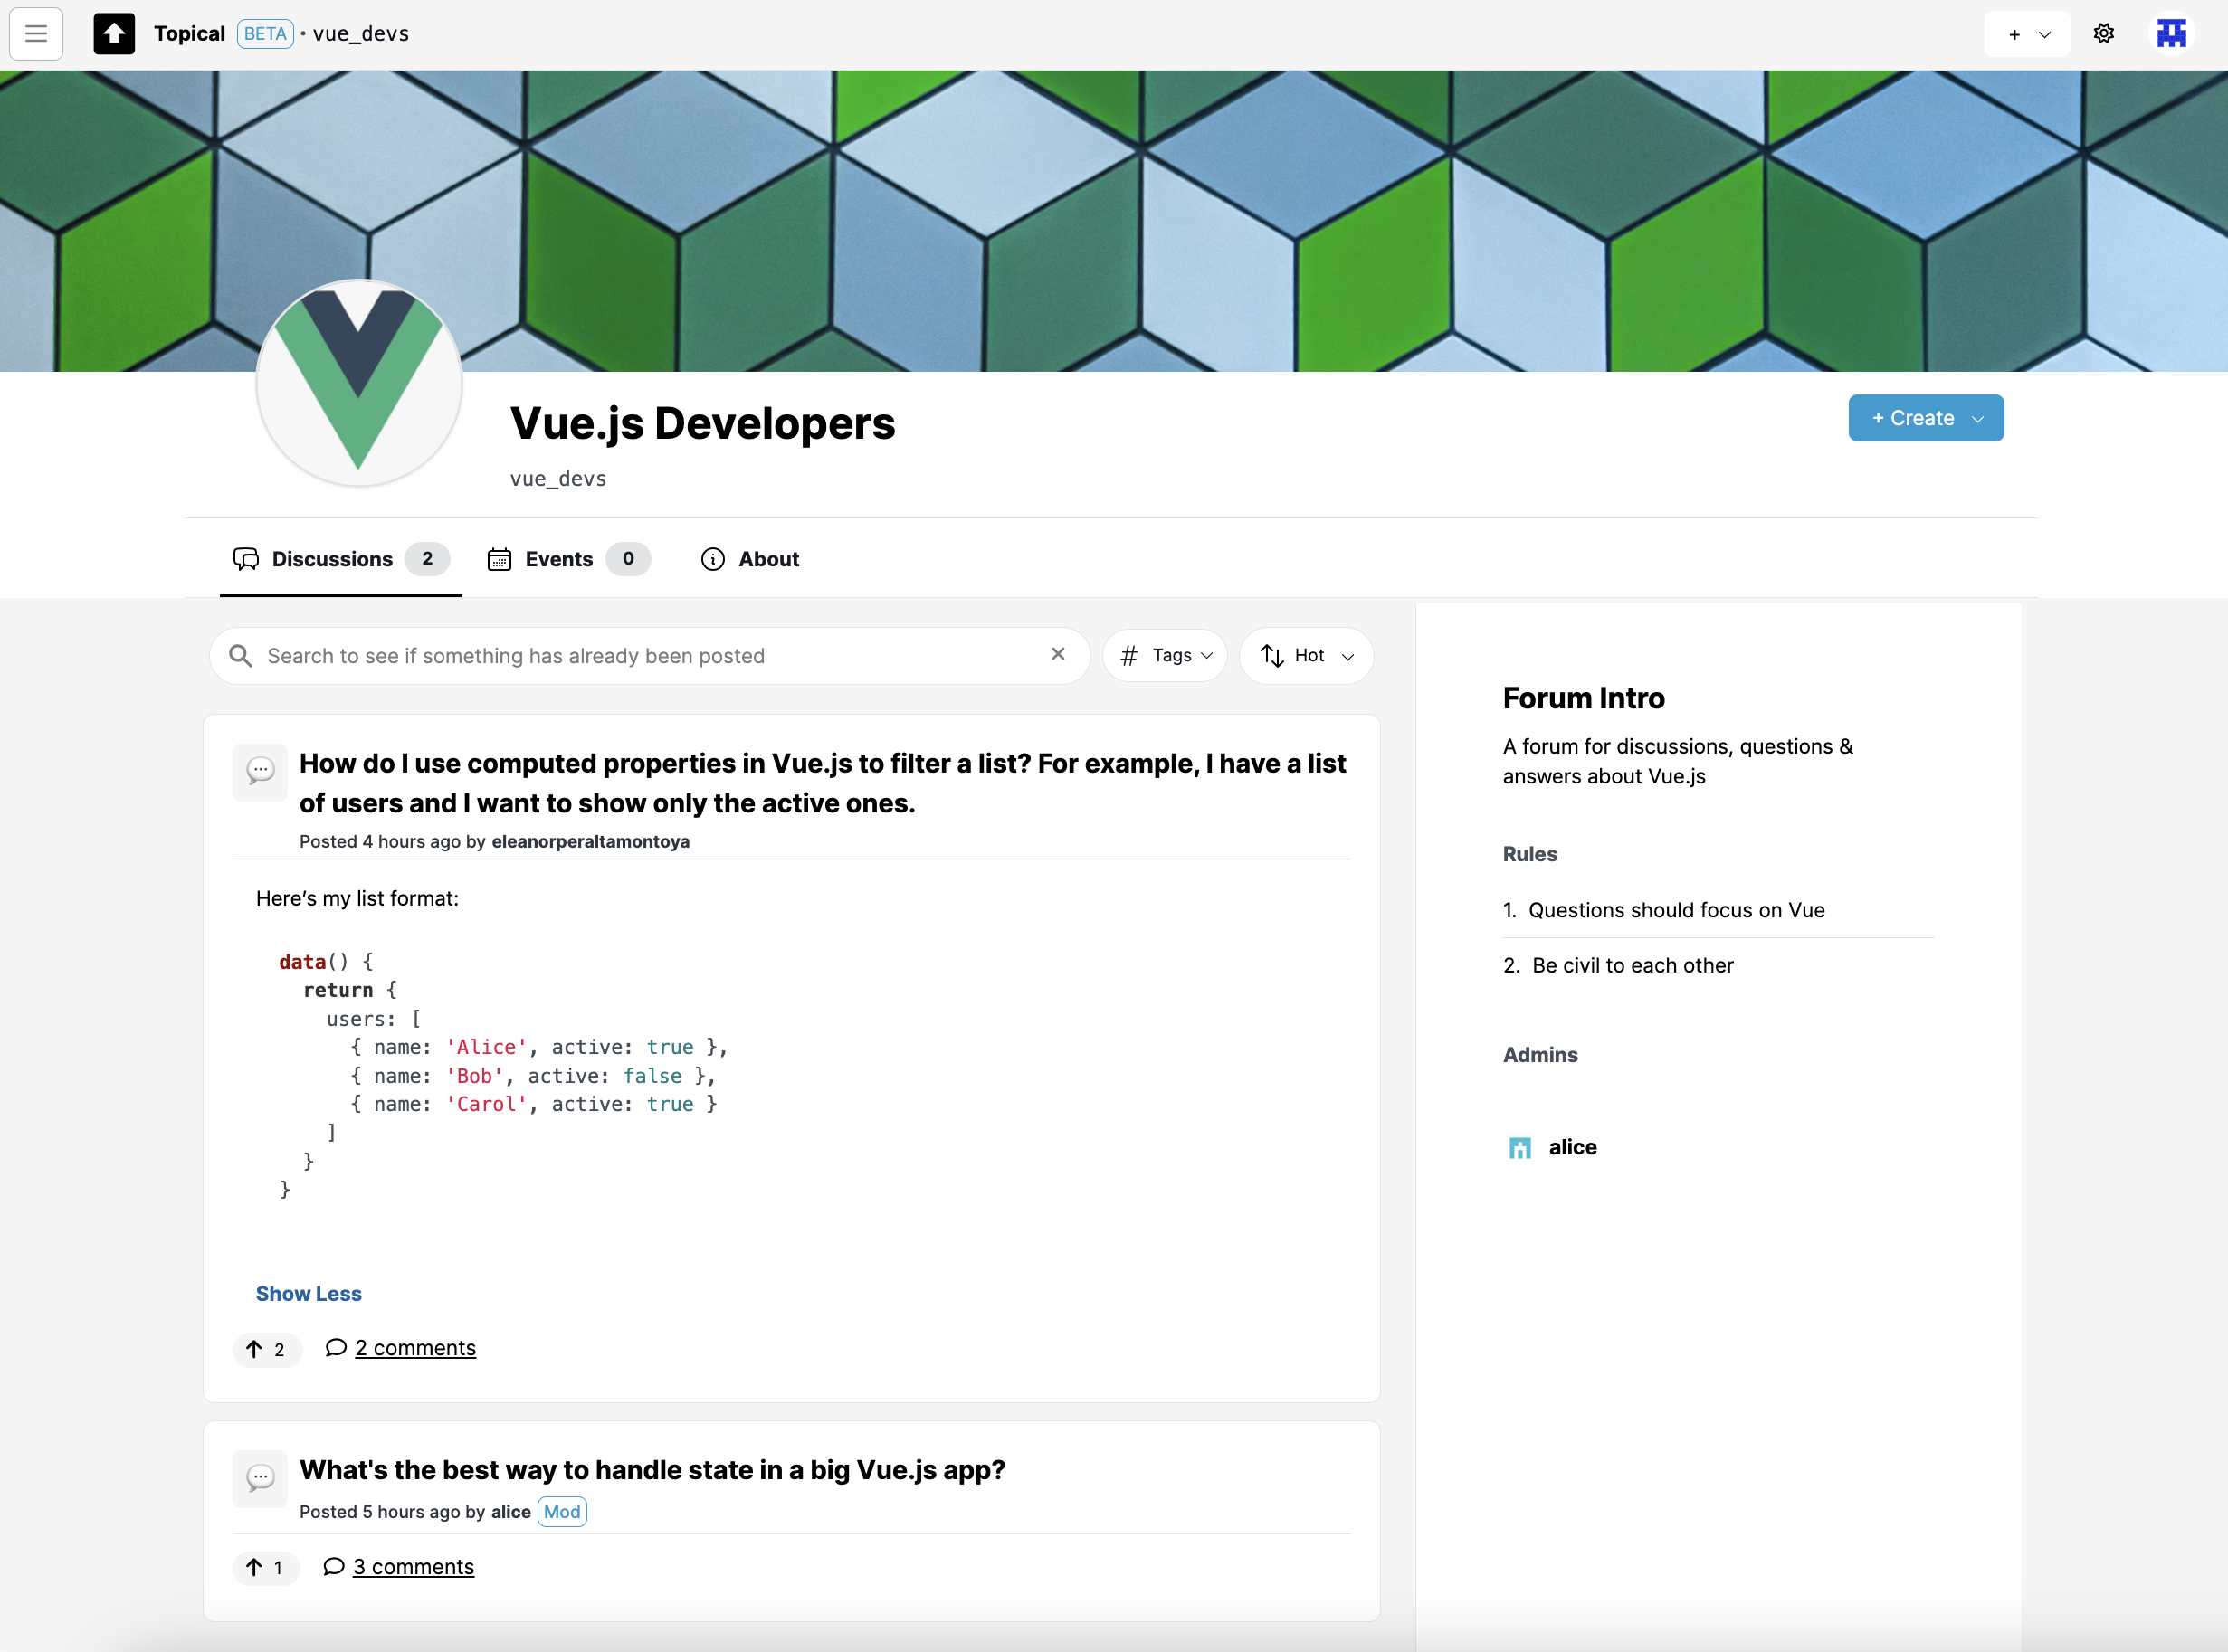 Topical BETA • vue_devs
+
Vue.js Developers
+ Create
vue_devs
Discussions 2 Events 0 About
Search to see if something has already been posted
# Tags
Hot
How do I use computed properties in Vue.js to filter a list? For example, I have a list
of users and I want to show only the active ones.
Posted 4 hours ago by eleanorperaltamontoya
Here’s my list format:
data() {
  return {
    users: [
      { name: 'Alice', active: true },
      { name: 'Bob', active: false },
      { name: 'Carol', active: true }
    ]
  }
}
Show Less
2 2 comments
What's the best way to handle state in a big Vue.js app?
Posted 5 hours ago by alice Mod
1 3 comments
Forum Intro
A forum for discussions, questions &
answers about Vue.js
Rules
1. Questions should focus on Vue
2. Be civil to each other
Admins
alice